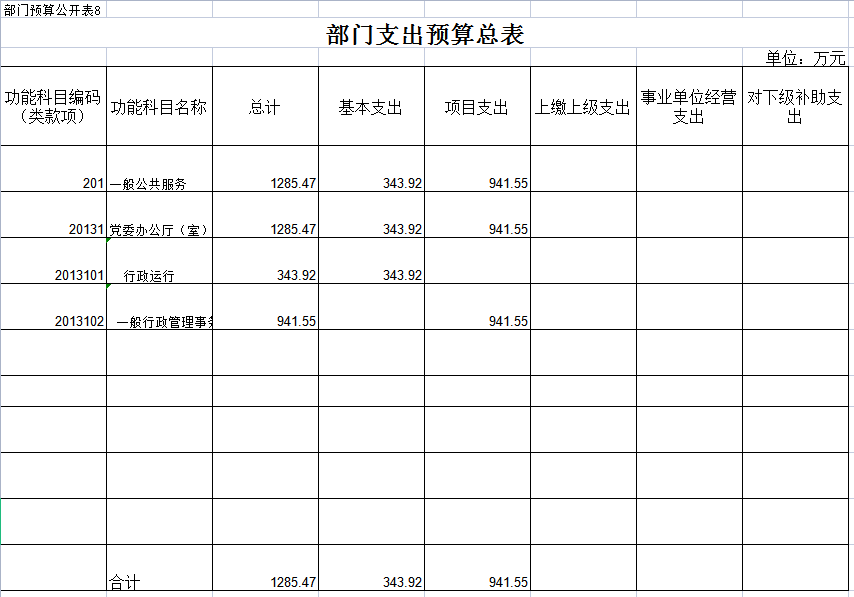 部门预算公开表8
部门支出预算总表
单位：万元
功能科目编码（类款项） 功能科目名称 总计 基本支出 项目支出 上缴上级支出 事业单位经营支出 对下级补助支出
201 一般公共服务 1285.47 343.92 941.55
20131 党委办公厅（室） 1285.47 343.92 941.55
2013101 行政运行 343.92 343.92
2013102 一般行政管理事务 941.55 941.55
合计 1285.47 343.92 941.55